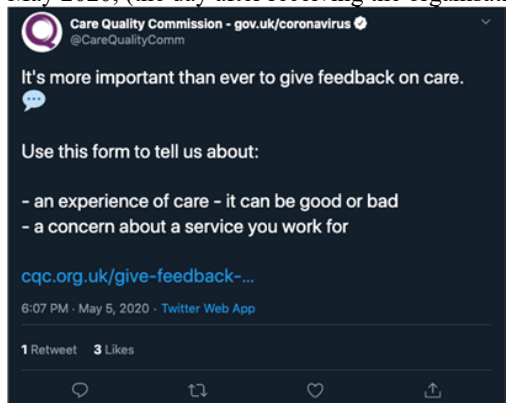 May 2020, (the day after receiving the organisat
Care Quality Commission - gov.uk/coronavirus
@CareQualityComm
It's more important than ever to give feedback on care.
💬
Use this form to tell us about:
- an experience of care - it can be good or bad
- a concern about a service you work for
cqc.org.uk/give-feedback-...
6:07 PM · May 5, 2020 · Twitter Web App
1 Retweet 3 Likes